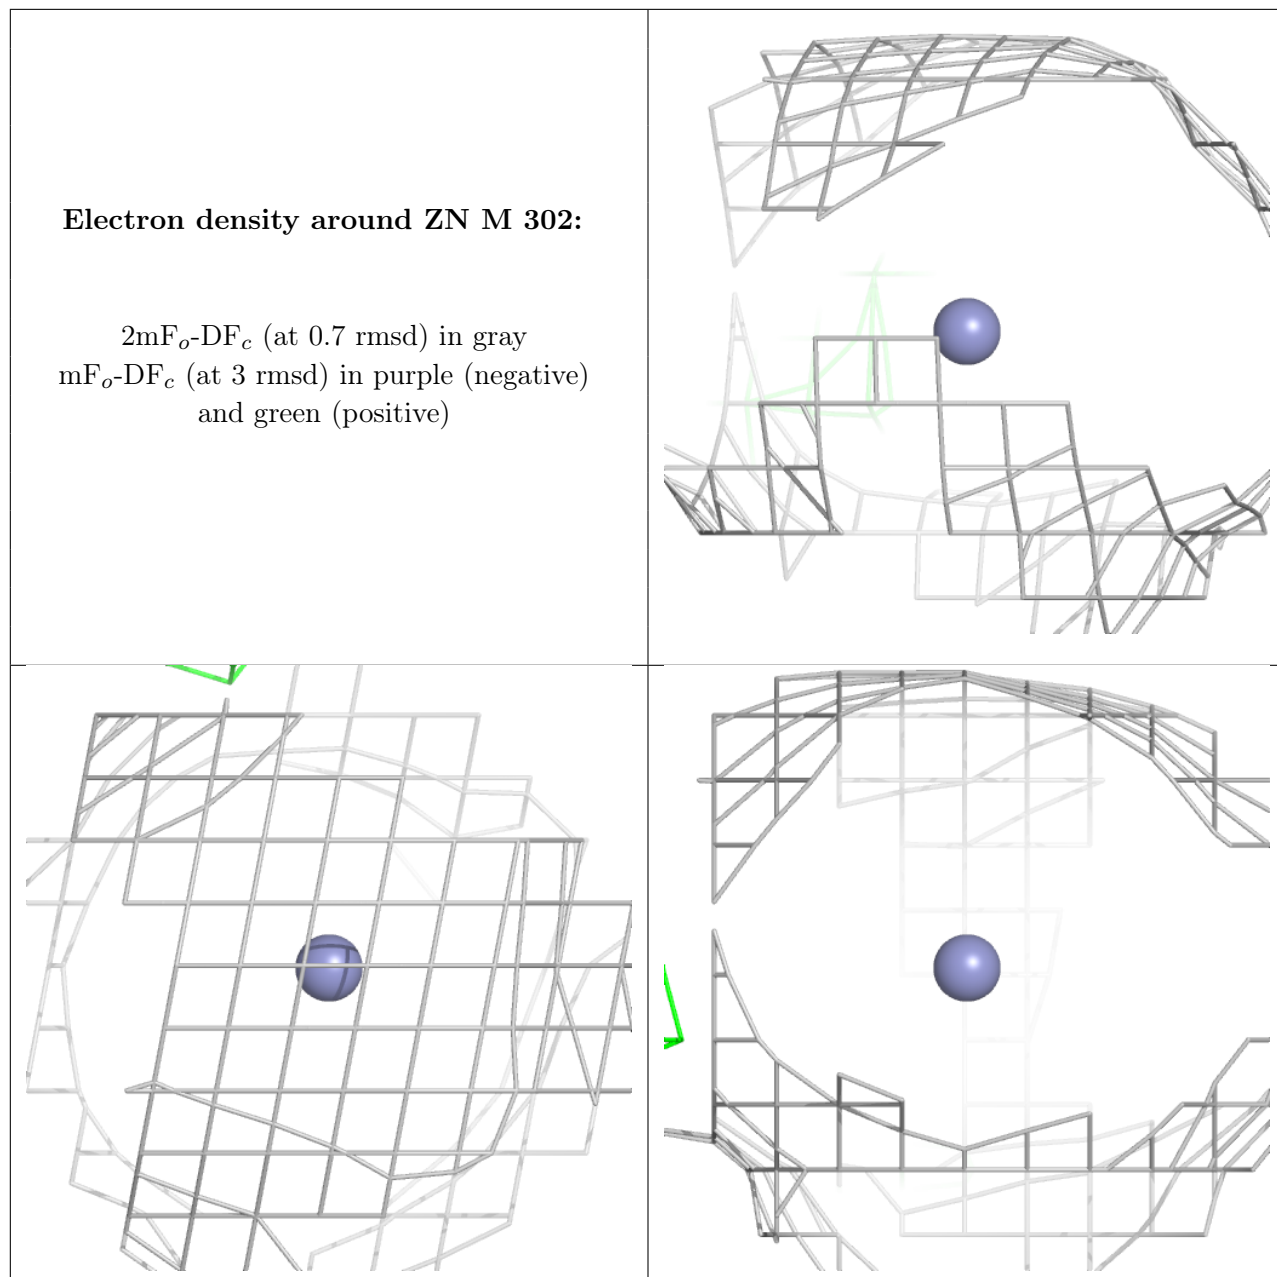 Electron density around ZN M 302:
2mFo-DFc (at 0.7 rmsd) in gray
mFo-DFc (at 3 rmsd) in purple (negative)
and green (positive)